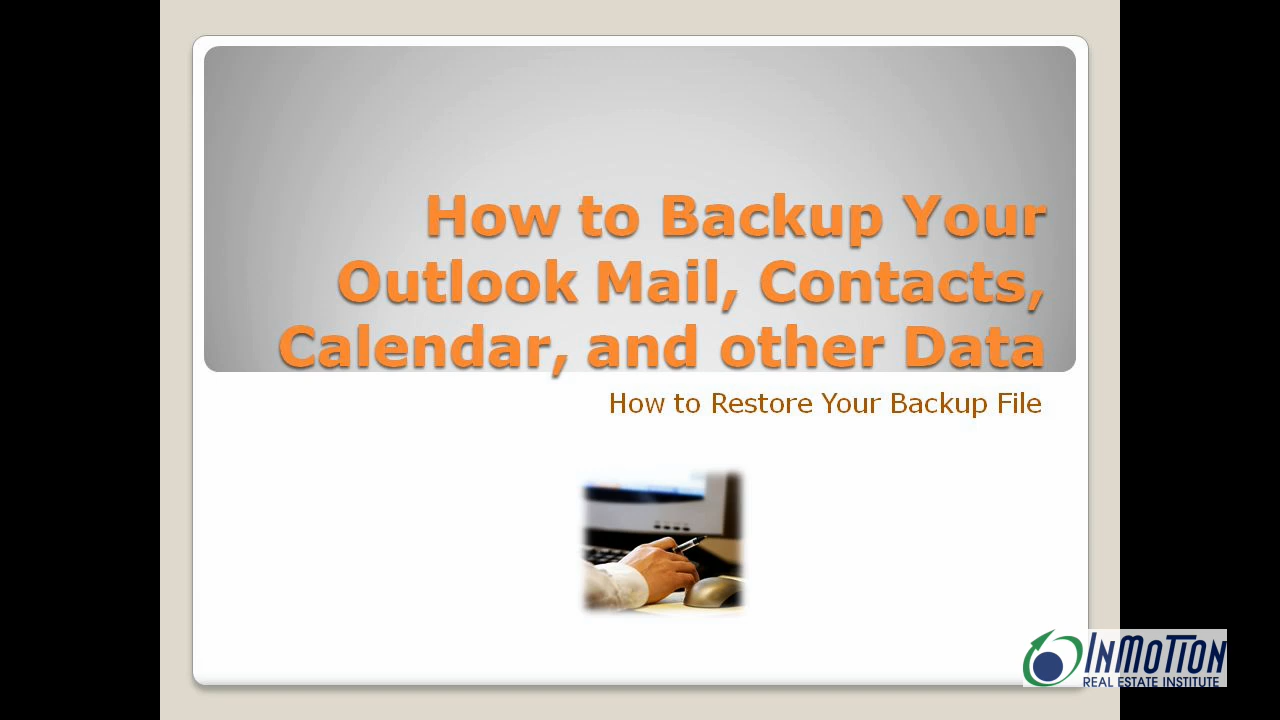 How to Backup Your
Outlook Mail, Contacts,
Calendar, and other Data
How to Restore Your Backup File
INMOTION
REAL ESTATE INSTITUTE